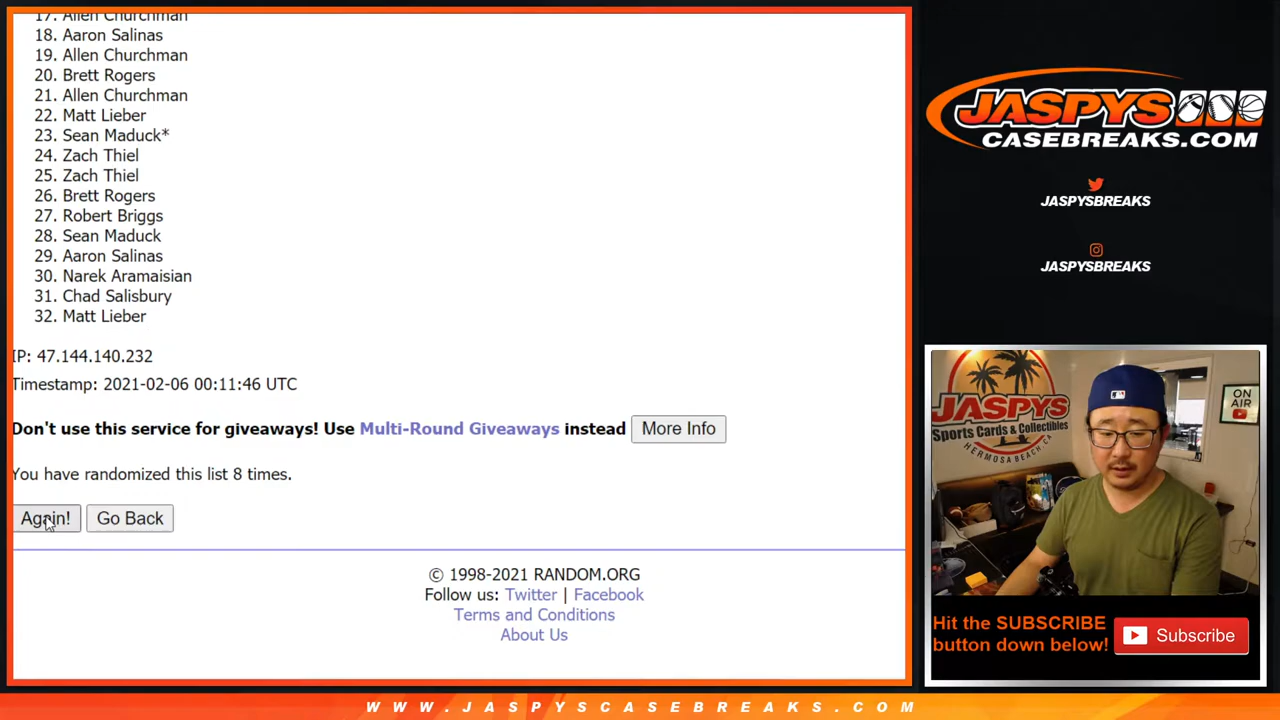 17. Allen Churchman
18. Aaron Salinas
19. Allen Churchman
20. Brett Rogers
21. Allen Churchman
22. Matt Lieber
23. Sean Maduck*
24. Zach Thiel
25. Zach Thiel
26. Brett Rogers
27. Robert Briggs
28. Sean Maduck
29. Aaron Salinas
30. Narek Aramaisian
31. Chad Salisbury
32. Matt Lieber
IP: 47.144.140.232
Timestamp: 2021-02-06 00:11:46 UTC
Don't use this service for giveaways! Use Multi-Round Giveaways instead More Info
You have randomized this list 8 times.
Again! Go Back
© 1998-2021 RANDOM.ORG
Follow us: Twitter | Facebook
Terms and Conditions
About Us
JASPYS
CASEBREAKS.COM
JASPYSBREAKS
JASPYSBREAKS
JASPYS
Sports Cards & Collectibles
HERMOSA BEACH, CA
ON AIR
Hit the SUBSCRIBE
button down below!
Subscribe
WWW.JASPYSCASEBREAKS.COM